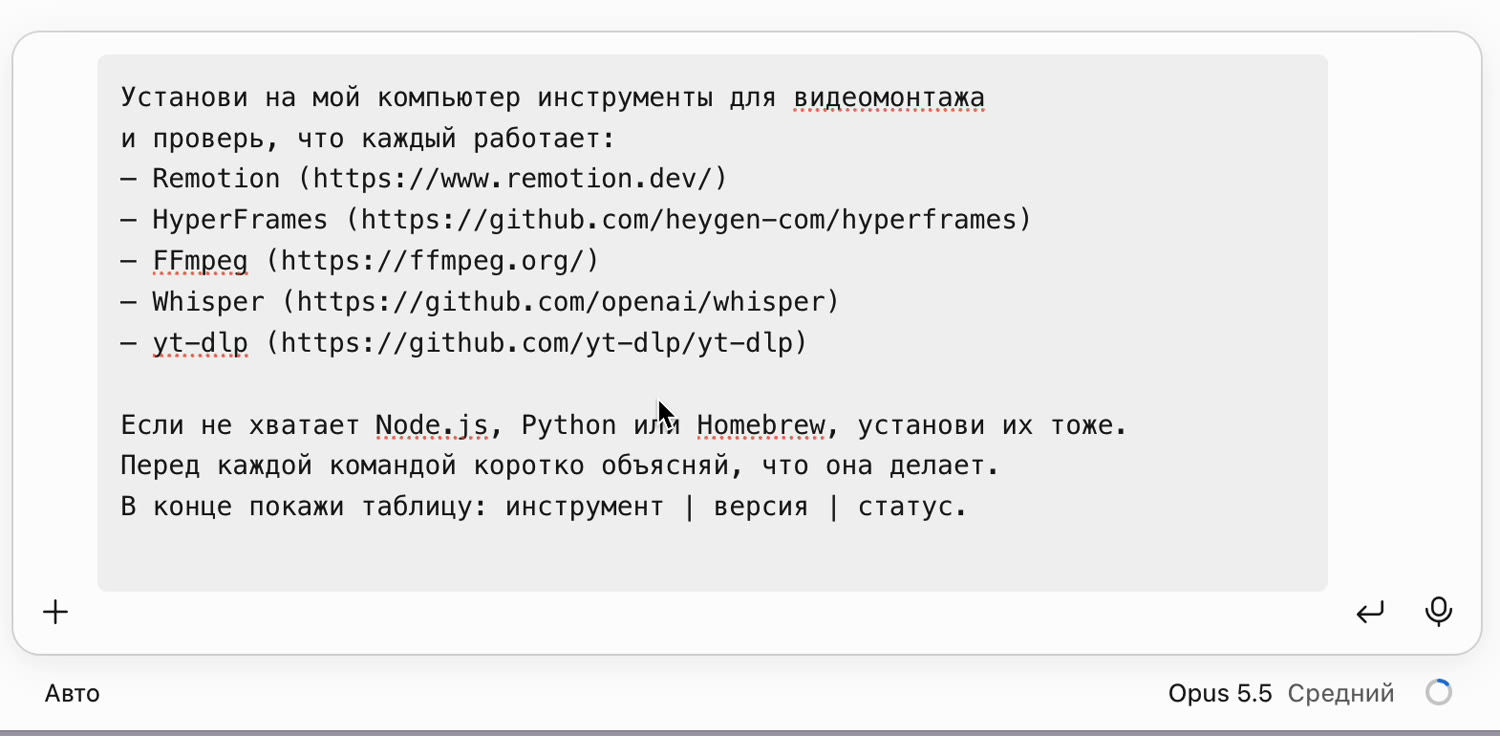 Установи на мой компьютер инструменты для видеомонтажа
и проверь, что каждый работает:
— Remotion (https://www.remotion.dev/)
— HyperFrames (https://github.com/heygen-com/hyperframes)
— FFmpeg (https://ffmpeg.org/)
— Whisper (https://github.com/openai/whisper)
— yt-dlp (https://github.com/yt-dlp/yt-dlp)
Если не хватает Node.js, Python или Homebrew, установи их тоже.
Перед каждой командой коротко объясняй, что она делает.
В конце покажи таблицу: инструмент | версия | статус.
Авто
Opus 5.5 Средний